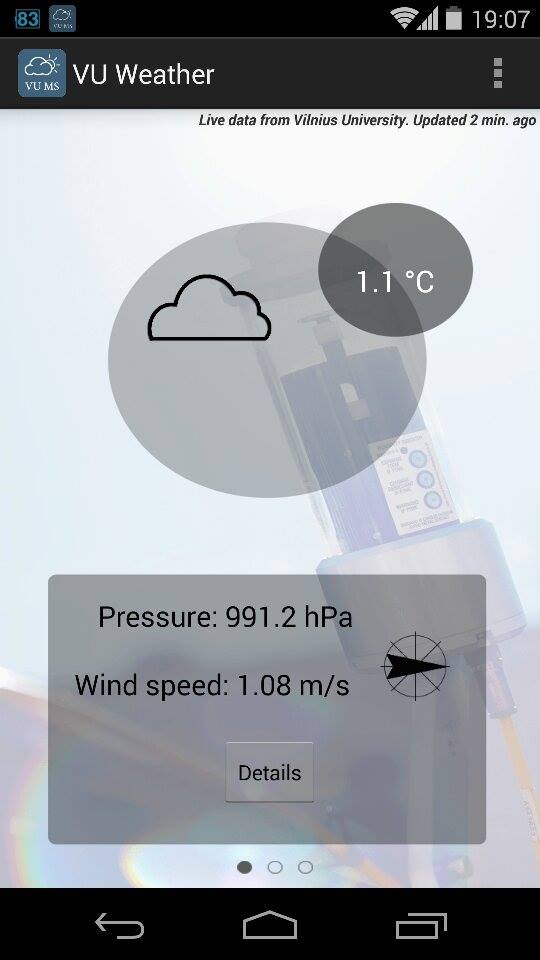 83
VU MS
19:07
VU MS
VU Weather
Live data from Vilnius University. Updated 2 min. ago
1.1 °C
Pressure: 991.2 hPa
Wind speed: 1.08 m/s
Details